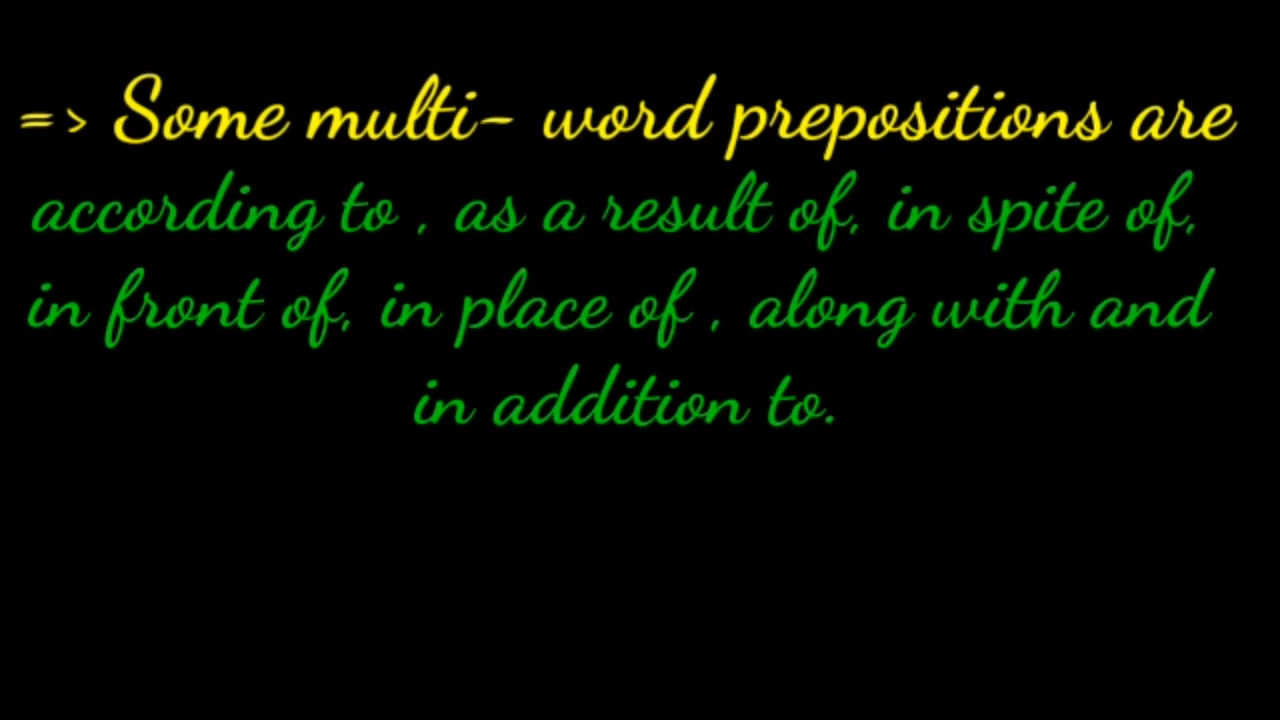 => Some multi- word prepositions are
according to , as a result of, in spite of,
in front of, in place of , along with and
in addition to.